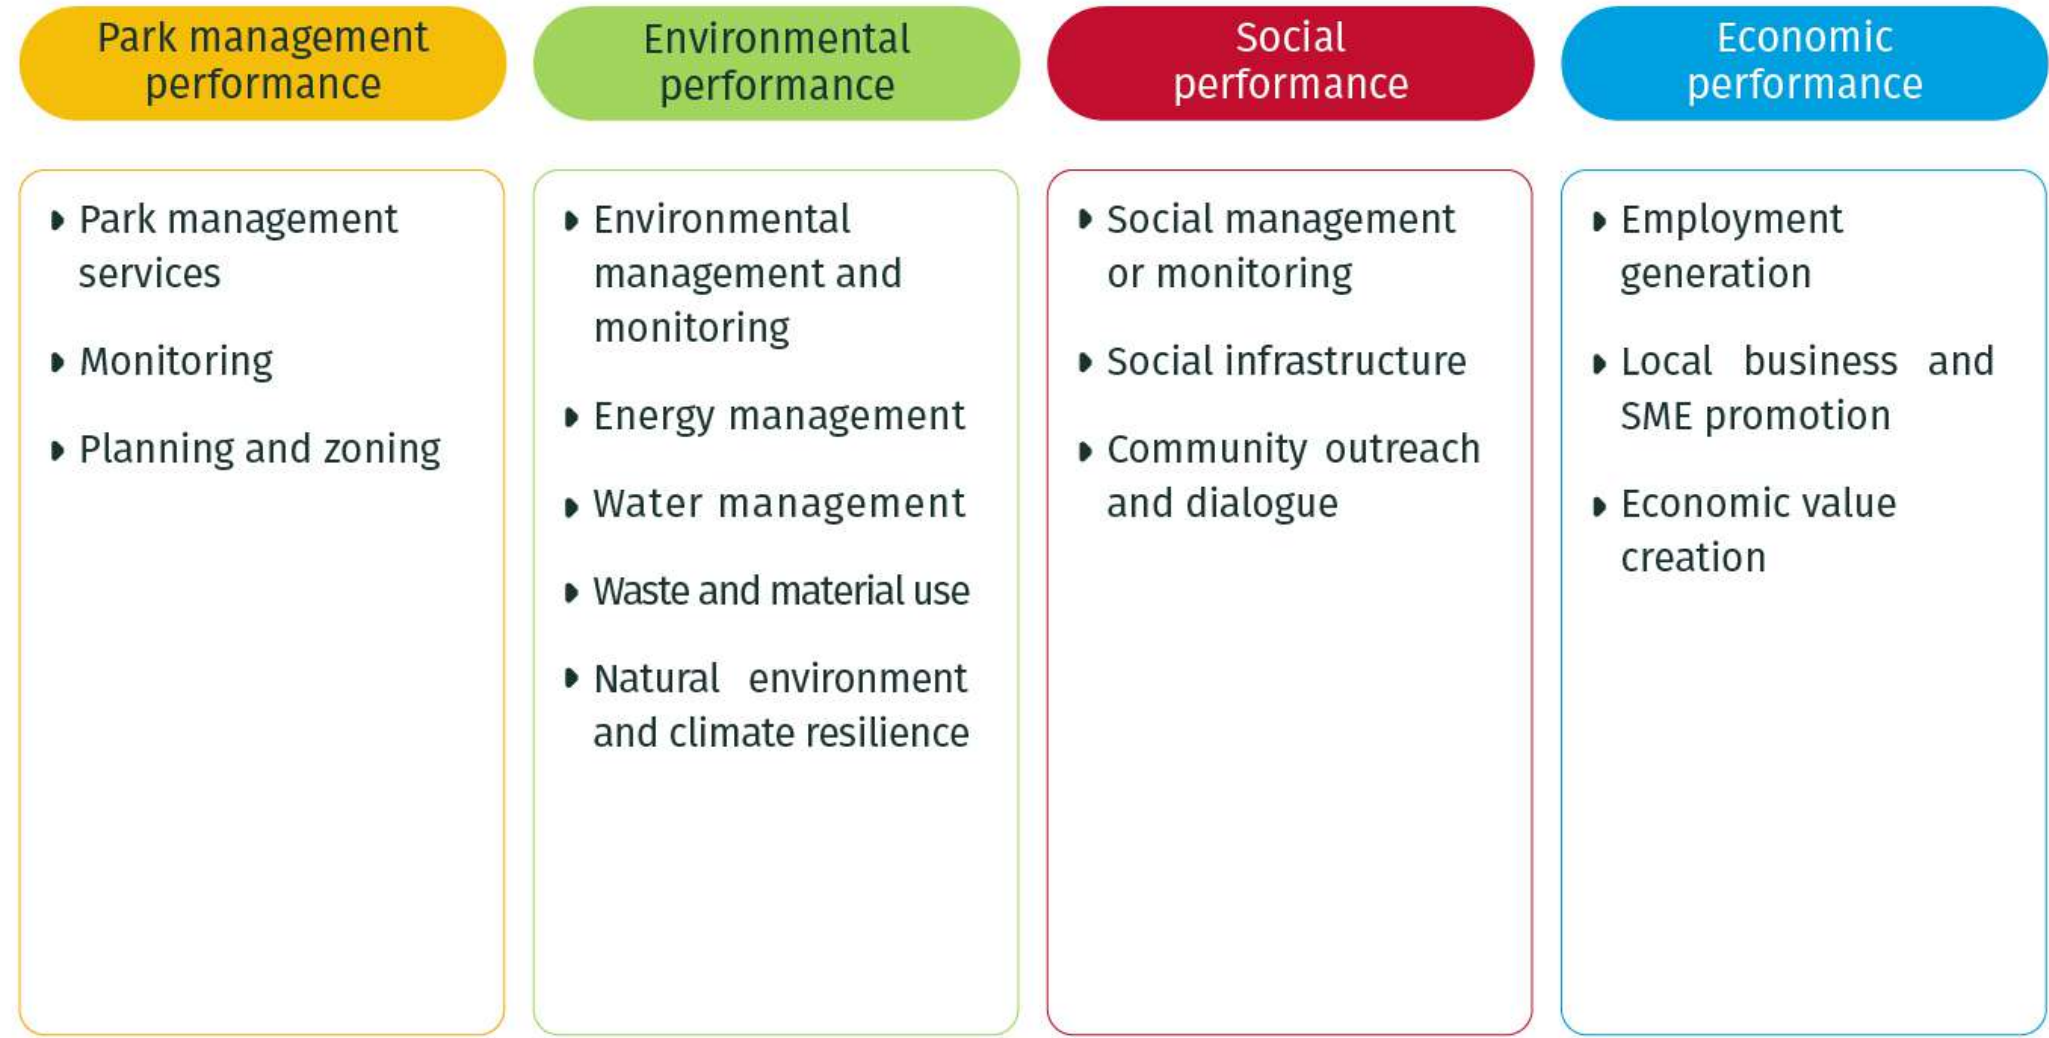 Park management
performance
Environmental
performance
Social
performance
Economic
performance
Park management
services
Monitoring
Planning and zoning
Environmental
management and
monitoring
Energy management
Water management
Waste and material use
Natural environment
and climate resilience
Social management
or monitoring
Social infrastructure
Community outreach
and dialogue
Employment
generation
Local business and
SME promotion
Economic value
creation